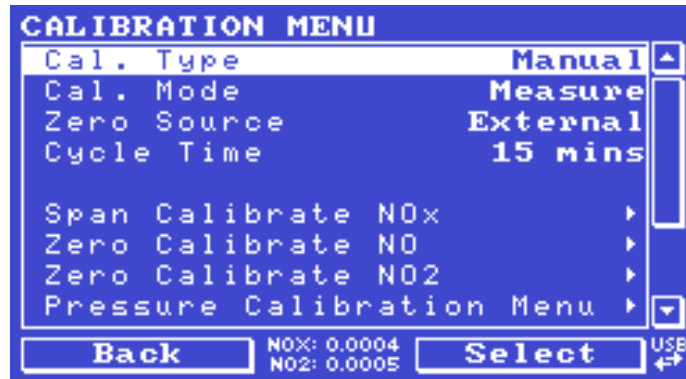 CALIBRATION MENU
Cal. Type Manual
Cal. Mode Measure
Zero Source External
Cycle Time 15 mins
Span Calibrate NOx
Zero Calibrate NO
Zero Calibrate NO2
Pressure Calibration Menu
Back NOX: 0.0004 Select USB
NO2: 0.0005